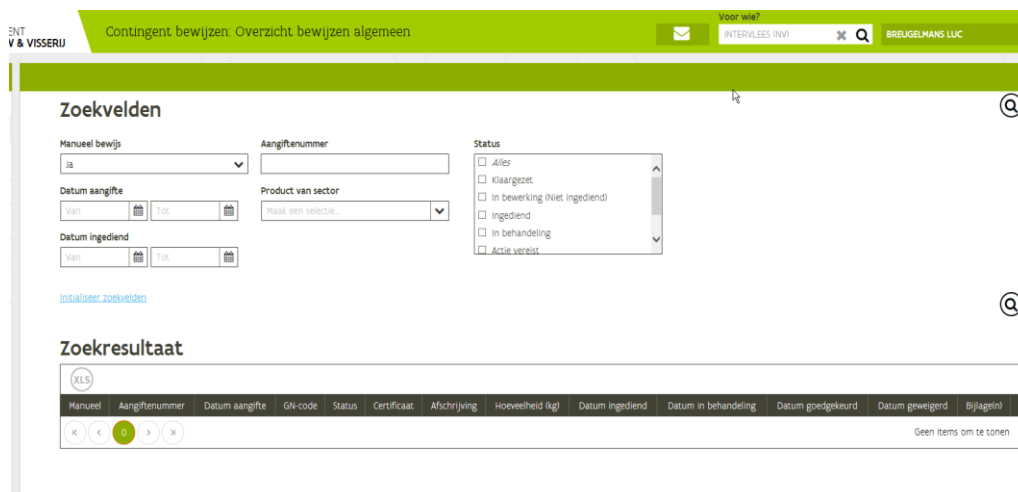 ENT
V & VISSERIJ
Contingent bewijzen: Overzicht bewijzen algemeen
Voor wie?
INTERVLEES (NV)
BREUGELMANS LUC
Zoekvelden
Manueel bewijs
Aangiftenummer
Status
Ja
Alles
Klaargezet
In bewerking (Niet ingediend)
Ingediend
In behandeling
Actie vereist
Datum aangifte
Product van sector
Van
Tot
Maak een selectie...
Datum ingediend
Van
Tot
Initialiseer zoekvelden
Zoekresultaat
XLS
Manueel Aangiftenummer Datum aangifte GN-code Status Certificaat Afschrijving Hoeveelheid (kg) Datum ingediend Datum in behandeling Datum goedgekeurd Datum geweigerd Bijlage(n)
0
Geen items om te tonen